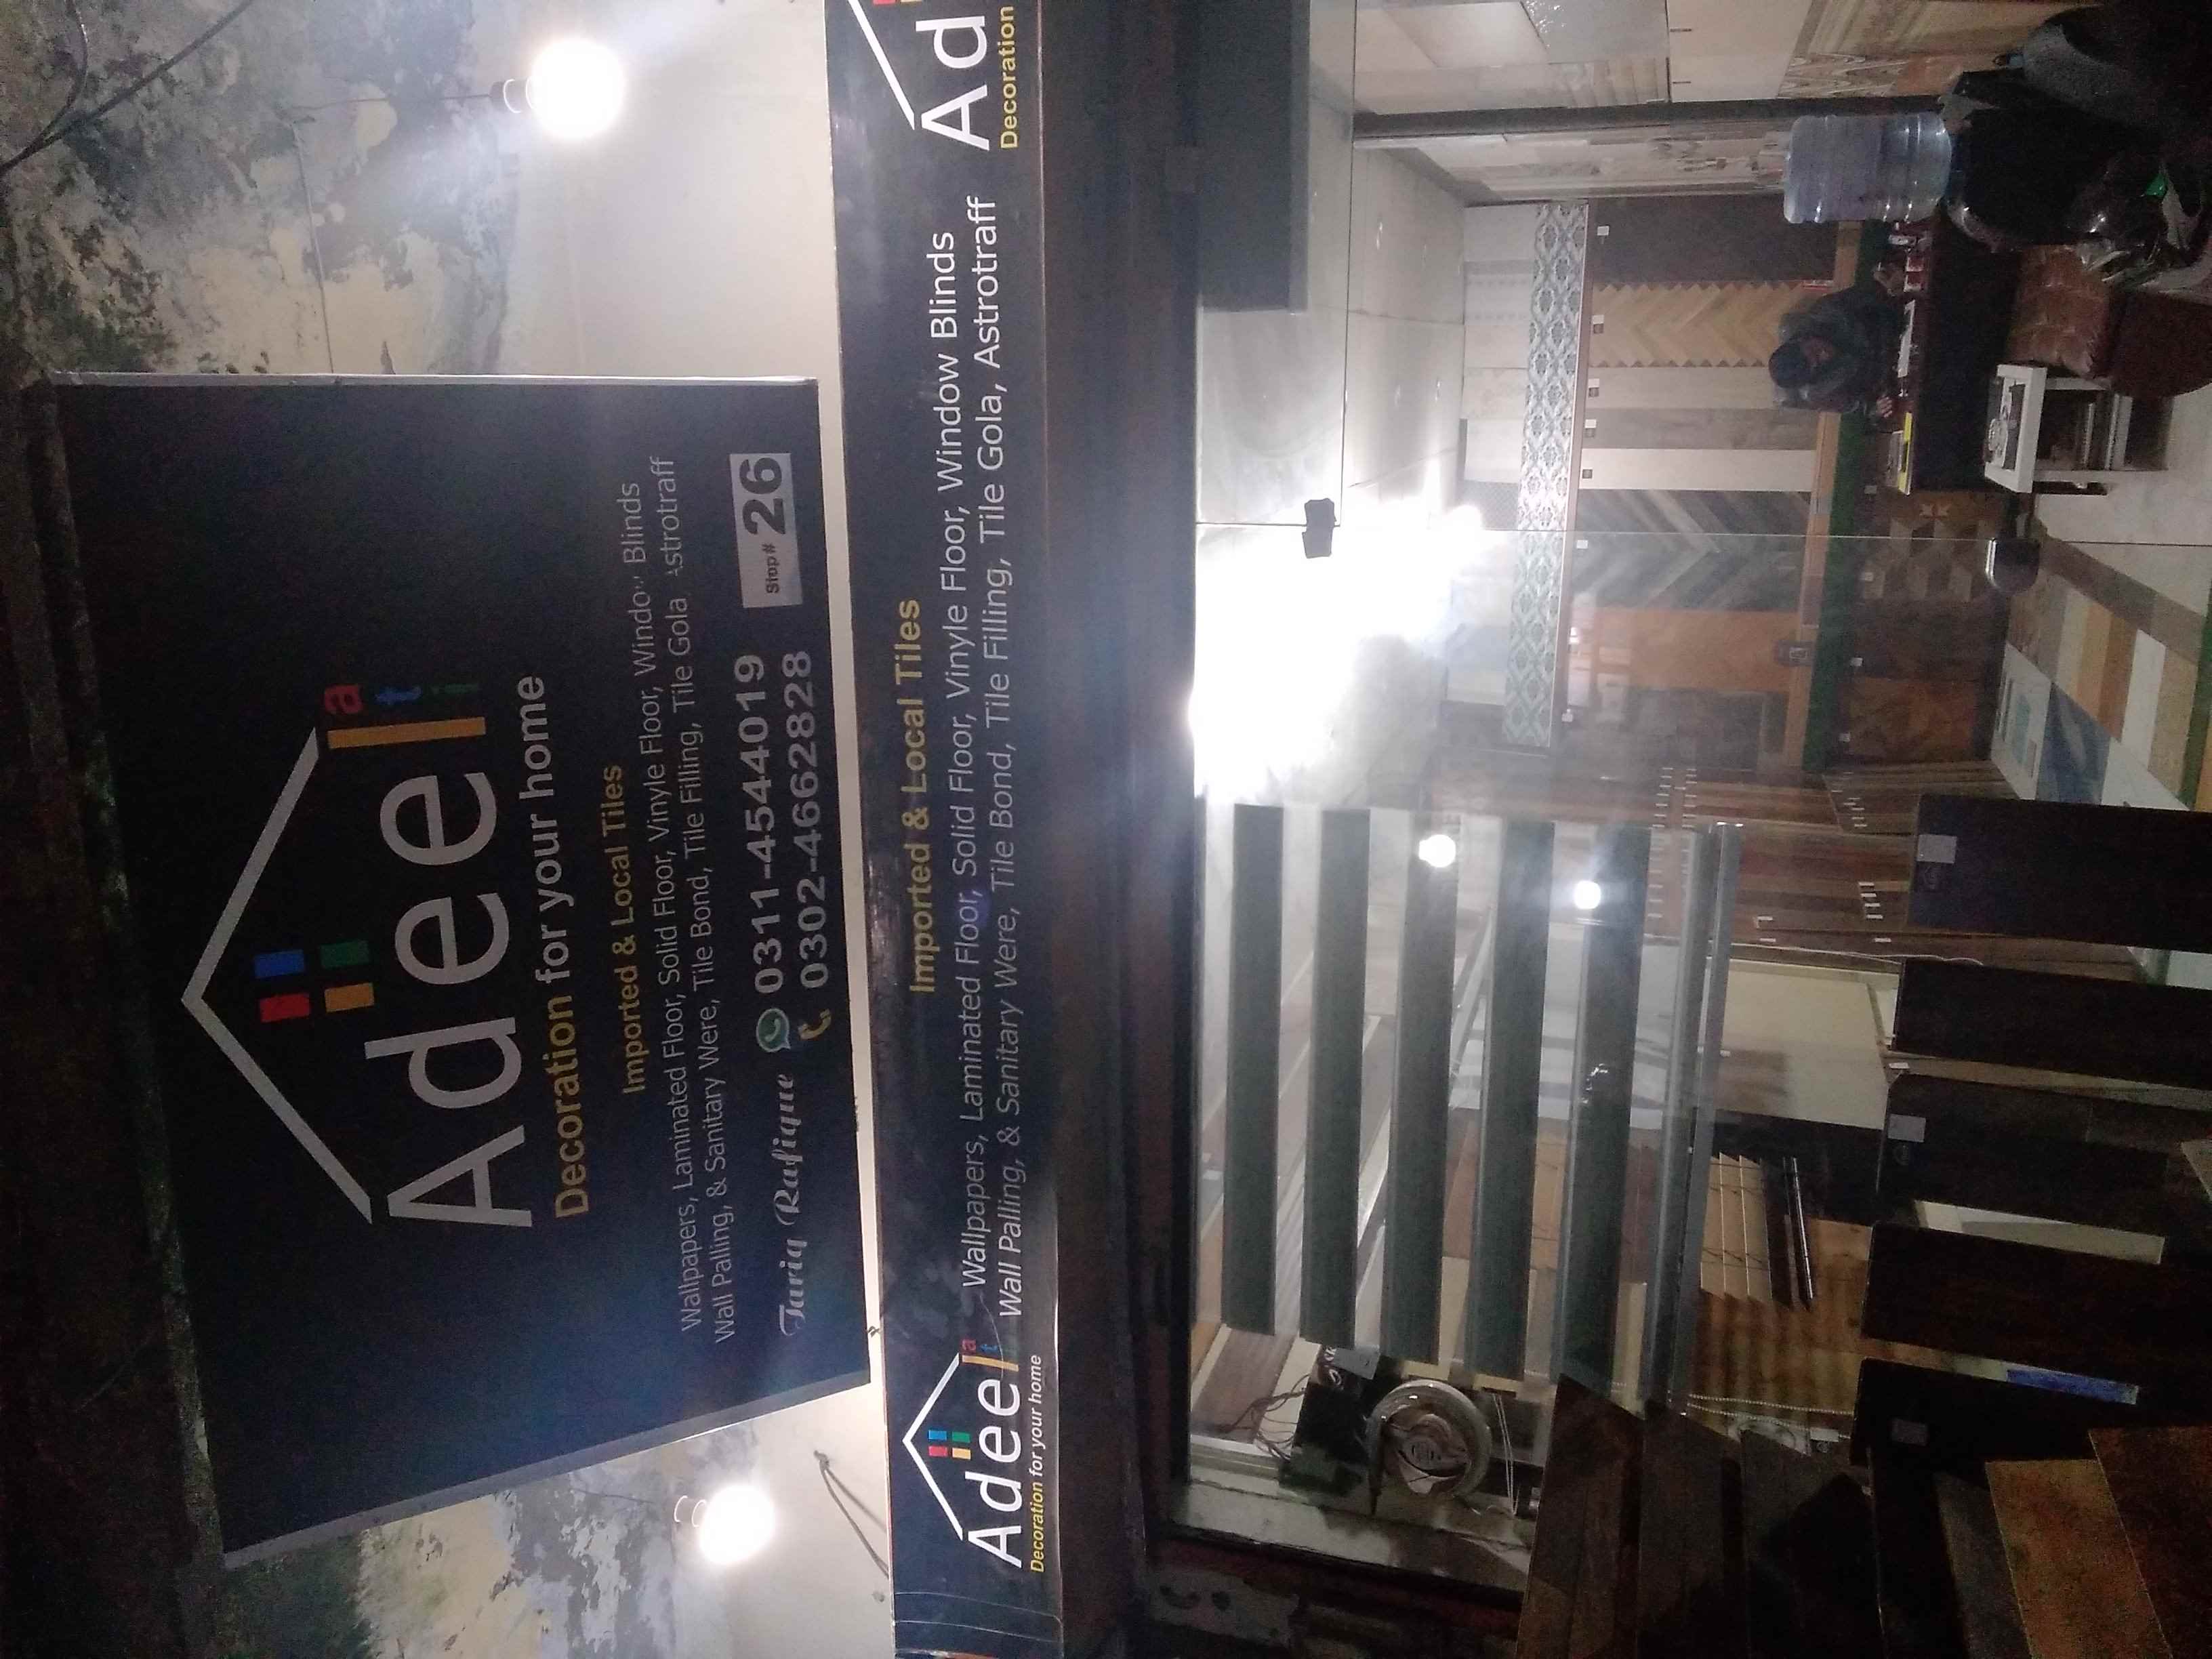 Adeel
ati
Decoration for your home
Imported & Local Tiles
Wallpapers, Laminated Floor, Solid Floor, Vinyle Floor, Window Blinds
Wall Palling, & Sanitary Were, Tile Bond, Tile Filling, Tile Gola Astrotraff
Tariq Rafique 0311-4544019
0302-4662828
Shop# 26
Adeel
at
Decoration for your home
Imported & Local Tiles
Wallpapers, Laminated Floor, Solid Floor, Vinyle Floor, Window Blinds
Wall Palling, & Sanitary Were, Tile Bond, Tile Filling, Tile Gola, Astrotraff
Ad
Decoration